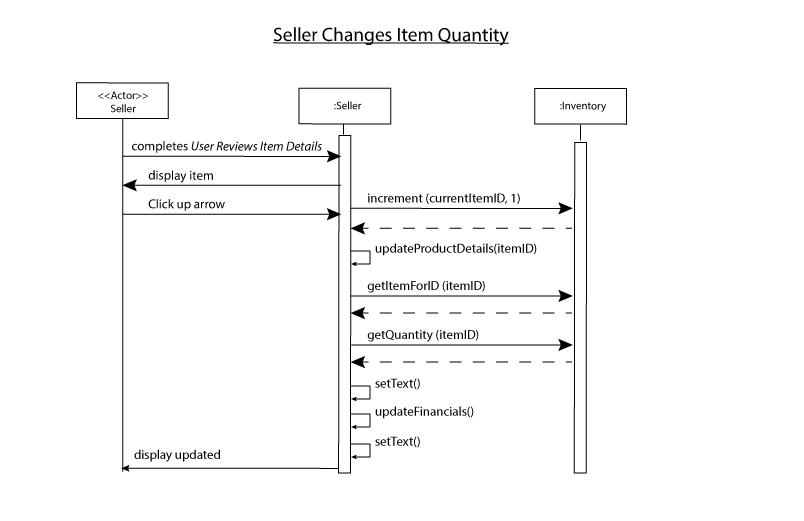 Seller Changes Item Quantity
<<Actor>>
Seller
:Seller
:Inventory
completes User Reviews Item Details
display item
Click up arrow
increment (currentItemID, 1)
updateProductDetails(itemID)
getItemForID (itemID)
getQuantity (itemID)
setText()
updateFinancials()
setText()
display updated